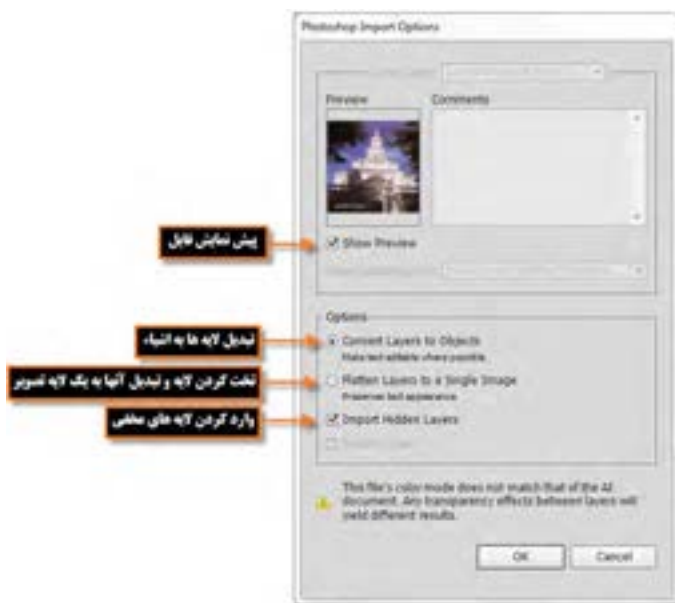 Photoshop Import Options
Preview
Comments
پیش نمایش فایل
Show Preview
Options
تبدیل لایه ها به اشیاء
Convert Layers to Objects
Make text editable where possible
تخت کردن لایه و تبدیل آنها به یک لایه تصویر
Flatten Layers to a Single Image
Preserves text appearance
وارد کردن لایه های مخفی
Import Hidden Layers
This file's color mode does not match that of the AI
document. Any transparency effects between layers will
yield different results.
OK
Cancel